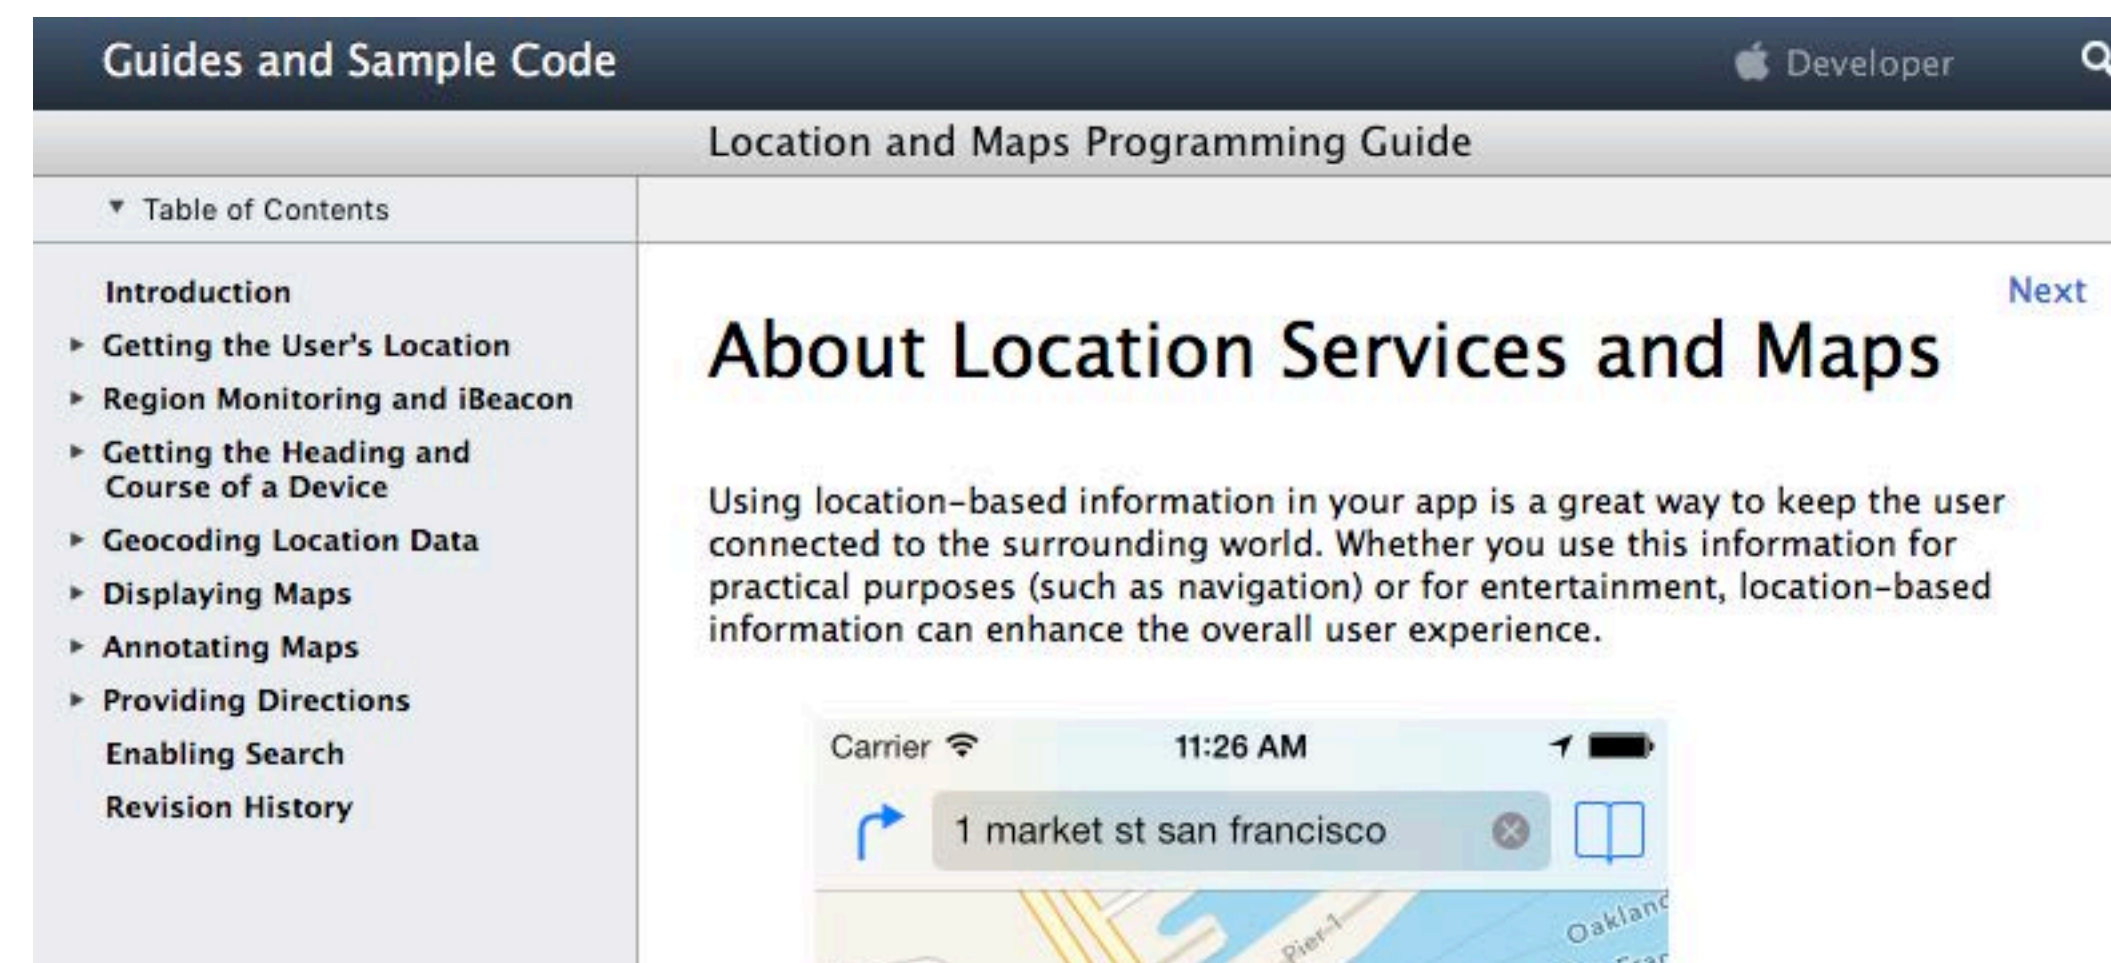 Guides and Sample Code
Developer
Location and Maps Programming Guide
Table of Contents
Introduction
Getting the User's Location
Region Monitoring and iBeacon
Getting the Heading and
Course of a Device
Geocoding Location Data
Displaying Maps
Annotating Maps
Providing Directions
Enabling Search
Revision History
Next
About Location Services and Maps
Using location-based information in your app is a great way to keep the user
connected to the surrounding world. Whether you use this information for
practical purposes (such as navigation) or for entertainment, location-based
information can enhance the overall user experience.
Carrier
11:26 AM
1 market st san francisco
Pier 1
Oakland